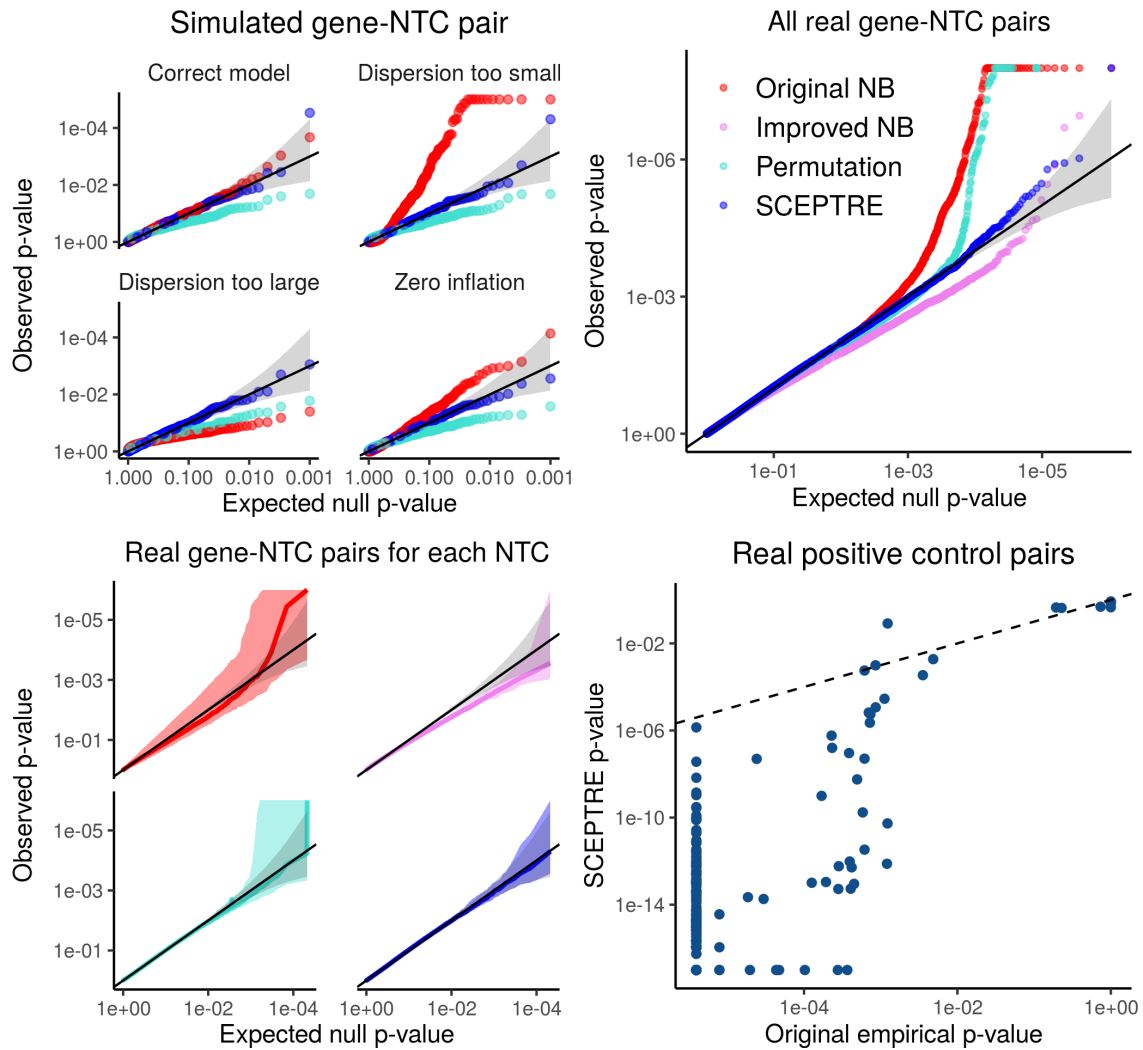 Simulated gene-NTC pair
Correct model
Dispersion too small
1e-04
1e-02
1e+00
Dispersion too large
Zero inflation
1e-04
1e-02
1e+00
1.000 0.100 0.010 0.001
1.000 0.100 0.010 0.001
Observed p-value
Expected null p-value
All real gene-NTC pairs
Original NB
Improved NB
Permutation
SCEPTRE
1e-06
1e-03
1e+00
1e-01 1e-03 1e-05
Observed p-value
Expected null p-value
Real gene-NTC pairs for each NTC
1e-05
1e-03
1e-01
1e-05
1e-03
1e-01
1e+00 1e-02 1e-04
1e+00 1e-02 1e-04
Observed p-value
Expected null p-value
Real positive control pairs
1e-02
1e-06
1e-10
1e-14
1e-04 1e-02 1e+00
SCEPTRE p-value
Original empirical p-value